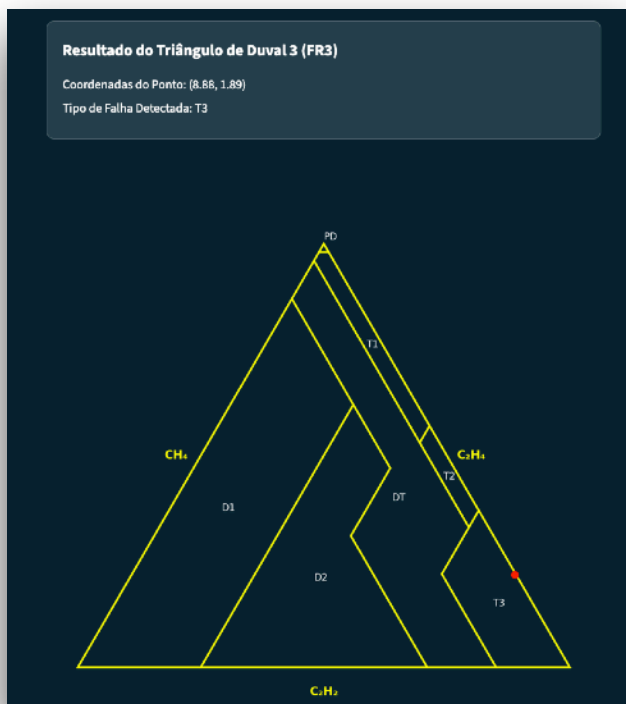 Resultado do Triângulo de Duval 3 (FR3)
Coordenadas do Ponto: (8.88, 1.89)
Tipo de Falha Detectada: T3
PD
T1
CH₄
C₂H₄
T2
DT
D1
D2
T3
C₂H₂